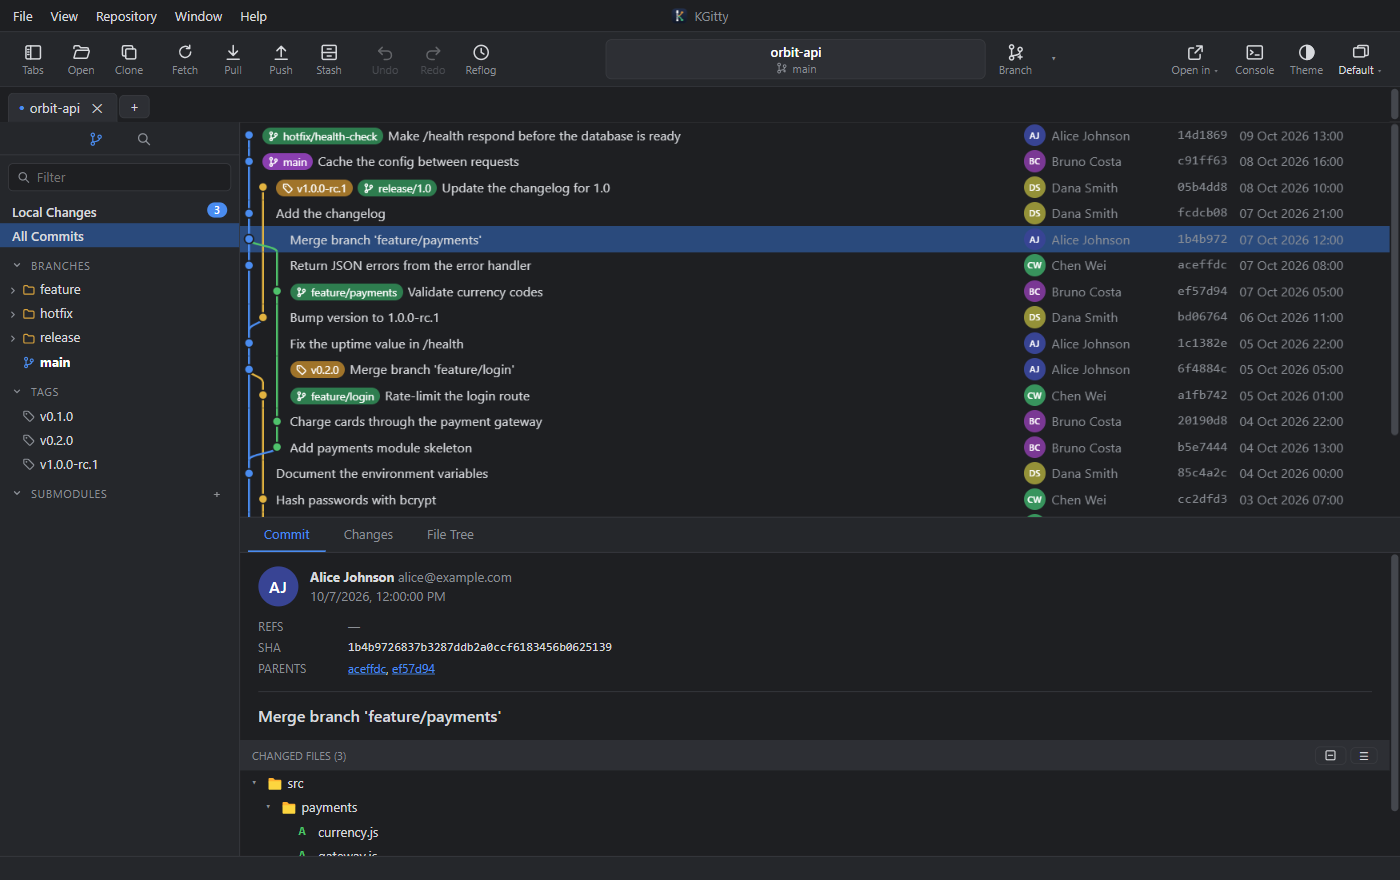 File View Repository Window Help
KGitty
Tabs Open Clone Fetch Pull Push Stash Undo Redo Reflog
orbit-api
main
Branch
Open in Console Theme Default
orbit-api
+
Filter
Local Changes 3
All Commits
BRANCHES
feature
hotfix
release
main
TAGS
v0.1.0
v0.2.0
v1.0.0-rc.1
SUBMODULES +
hotfix/health-check Make /health respond before the database is ready AJ Alice Johnson 14d1869 09 Oct 2026 13:00
main Cache the config between requests BC Bruno Costa c91ff63 08 Oct 2026 16:00
v1.0.0-rc.1 release/1.0 Update the changelog for 1.0 DS Dana Smith 05b4dd8 08 Oct 2026 10:00
Add the changelog DS Dana Smith fcdcb08 07 Oct 2026 21:00
Merge branch 'feature/payments' AJ Alice Johnson 1b4b972 07 Oct 2026 12:00
Return JSON errors from the error handler CW Chen Wei aceffdc 07 Oct 2026 08:00
feature/payments Validate currency codes BC Bruno Costa ef57d94 07 Oct 2026 05:00
Bump version to 1.0.0-rc.1 DS Dana Smith bd06764 06 Oct 2026 11:00
Fix the uptime value in /health AJ Alice Johnson 1c1382e 05 Oct 2026 22:00
v0.2.0 Merge branch 'feature/login' AJ Alice Johnson 6f4884c 05 Oct 2026 05:00
feature/login Rate-limit the login route CW Chen Wei a1fb742 05 Oct 2026 01:00
Charge cards through the payment gateway BC Bruno Costa 20190d8 04 Oct 2026 22:00
Add payments module skeleton BC Bruno Costa b5e7444 04 Oct 2026 13:00
Document the environment variables DS Dana Smith 85c4a2c 04 Oct 2026 00:00
Hash passwords with bcrypt CW Chen Wei cc2dfd3 03 Oct 2026 07:00
Commit Changes File Tree
AJ
Alice Johnson alice@example.com
10/7/2026, 12:00:00 PM
REFS —
SHA 1b4b9726837b3287ddb2a0ccf6183456b0625139
PARENTS aceffdc, ef57d94
Merge branch 'feature/payments'
CHANGED FILES (3)
src
payments
A currency.js
A gateway.js